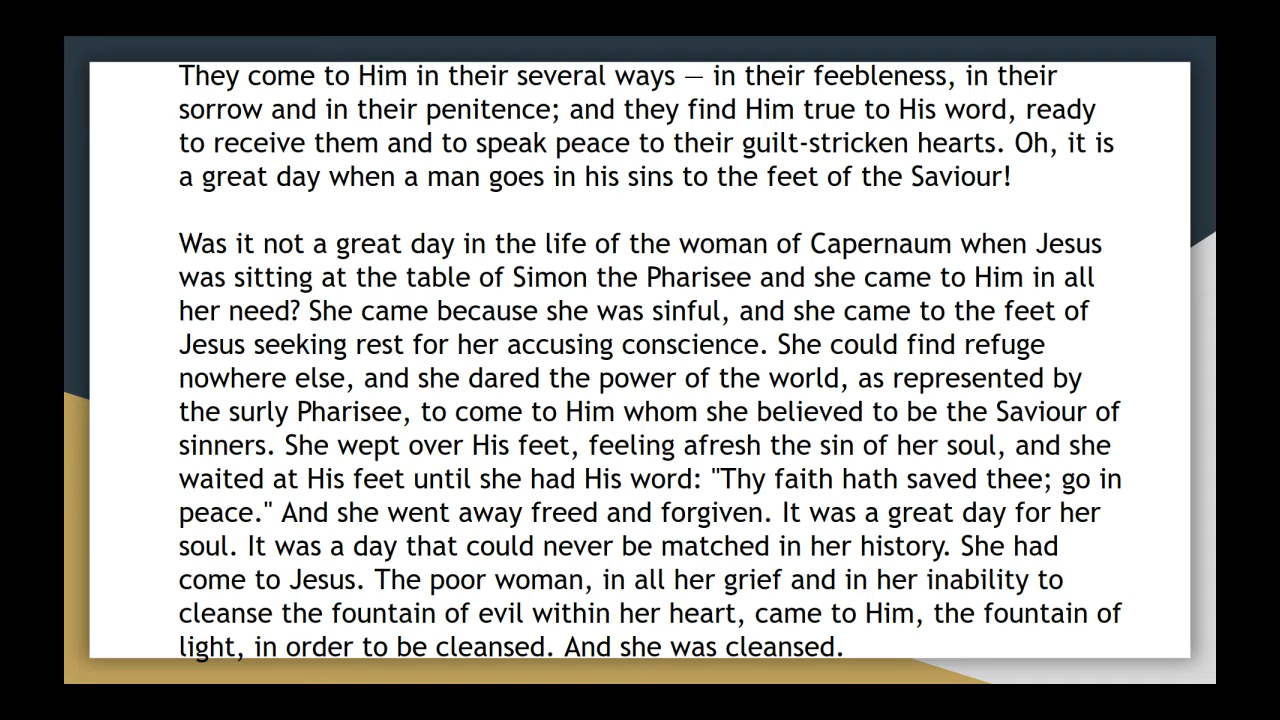 They come to Him in their several ways — in their feebleness, in their
sorrow and in their penitence; and they find Him true to His word, ready
to receive them and to speak peace to their guilt-stricken hearts. Oh, it is
a great day when a man goes in his sins to the feet of the Saviour!
Was it not a great day in the life of the woman of Capernaum when Jesus
was sitting at the table of Simon the Pharisee and she came to Him in all
her need? She came because she was sinful, and she came to the feet of
Jesus seeking rest for her accusing conscience. She could find refuge
nowhere else, and she dared the power of the world, as represented by
the surly Pharisee, to come to Him whom she believed to be the Saviour of
sinners. She wept over His feet, feeling afresh the sin of her soul, and she
waited at His feet until she had His word: "Thy faith hath saved thee; go in
peace." And she went away freed and forgiven. It was a great day for her
soul. It was a day that could never be matched in her history. She had
come to Jesus. The poor woman, in all her grief and in her inability to
cleanse the fountain of evil within her heart, came to Him, the fountain of
light, in order to be cleansed. And she was cleansed.